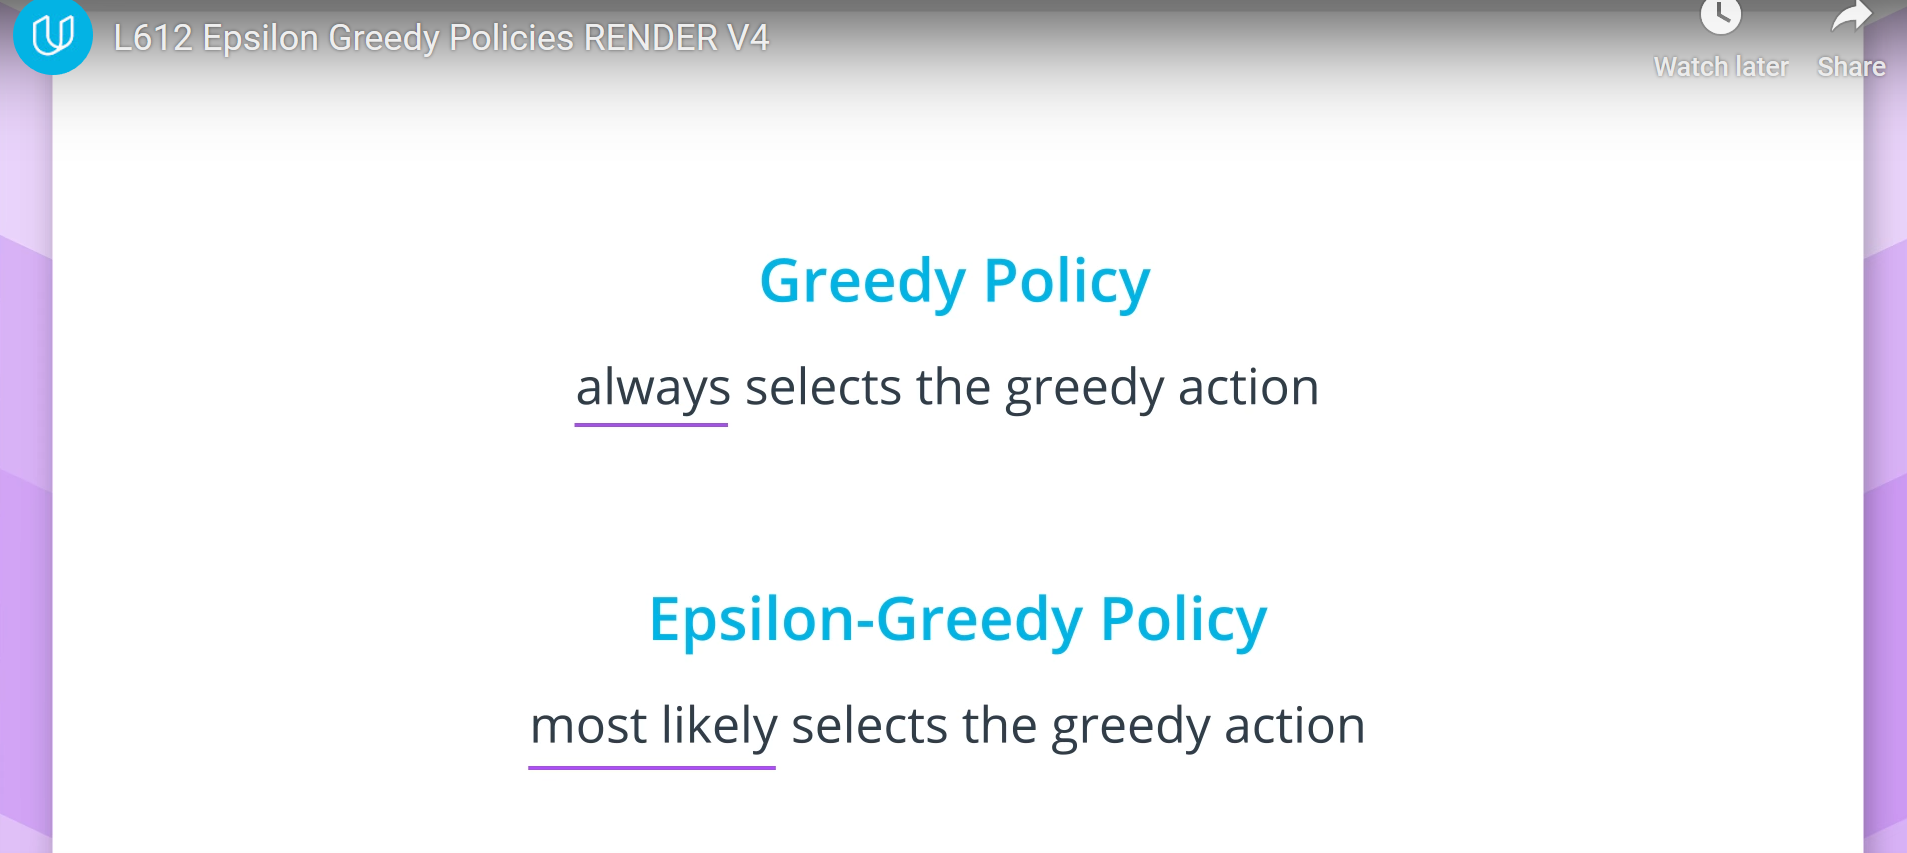 L612 Epsilon Greedy Policies RENDER V4
Watch later
Share
Greedy Policy
always selects the greedy action
Epsilon-Greedy Policy
most likely selects the greedy action